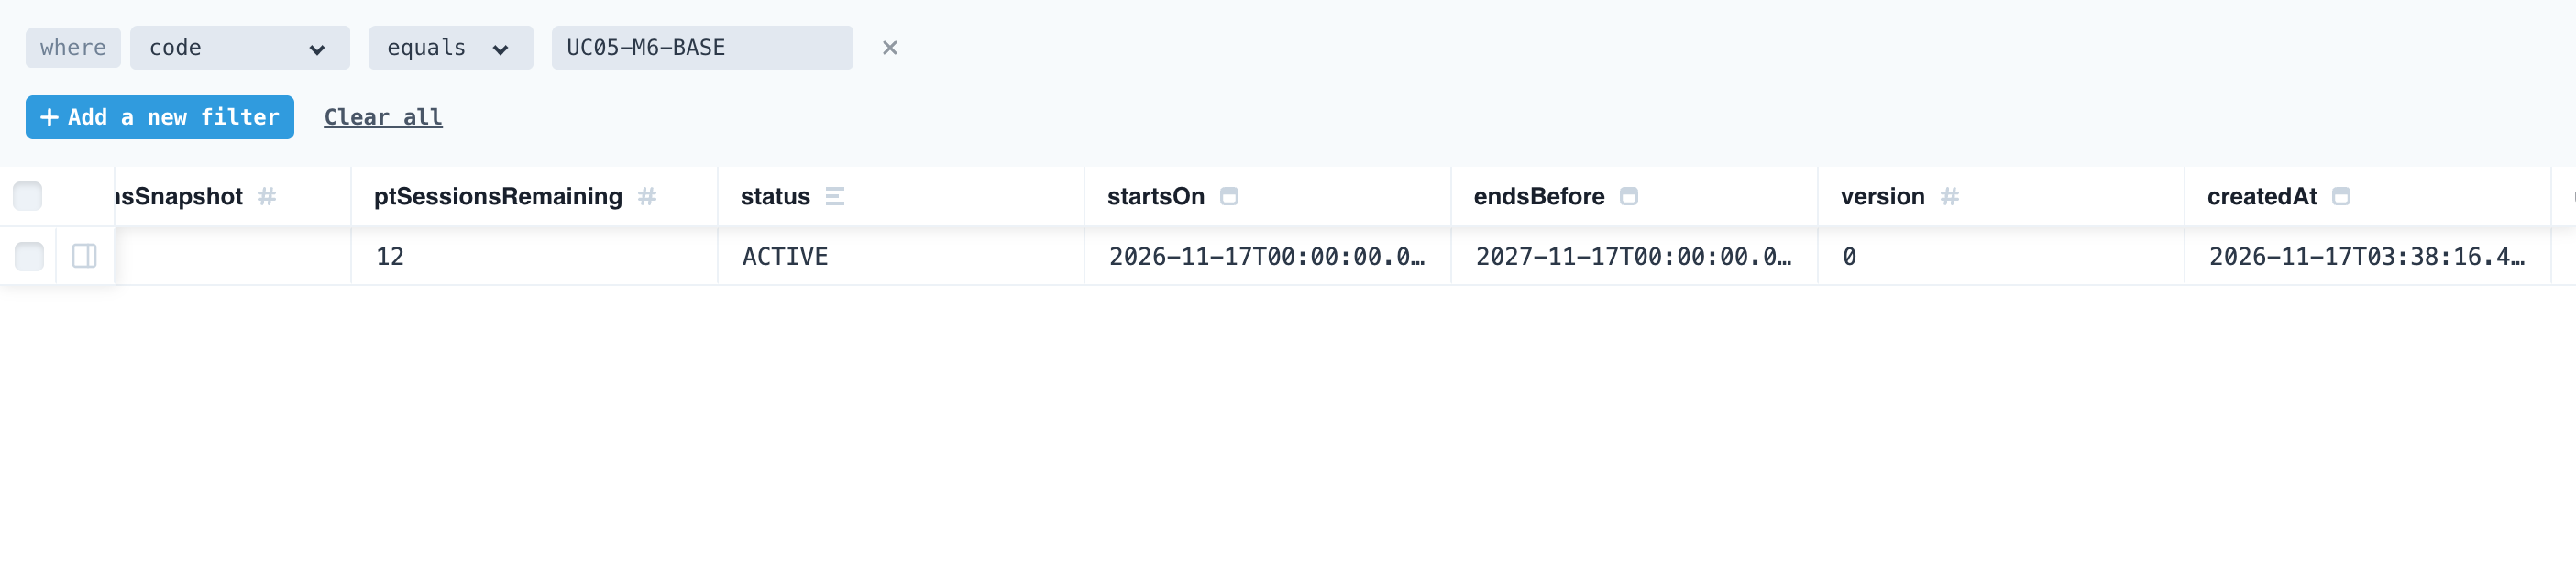 where code equals UC05-M6-BASE ×
+ Add a new filter Clear all
nsSnapshot # ptSessionsRemaining # status startsOn endsBefore version # createdAt
12 ACTIVE 2026-11-17T00:00:00.0… 2027-11-17T00:00:00.0… 0 2026-11-17T03:38:16.4…